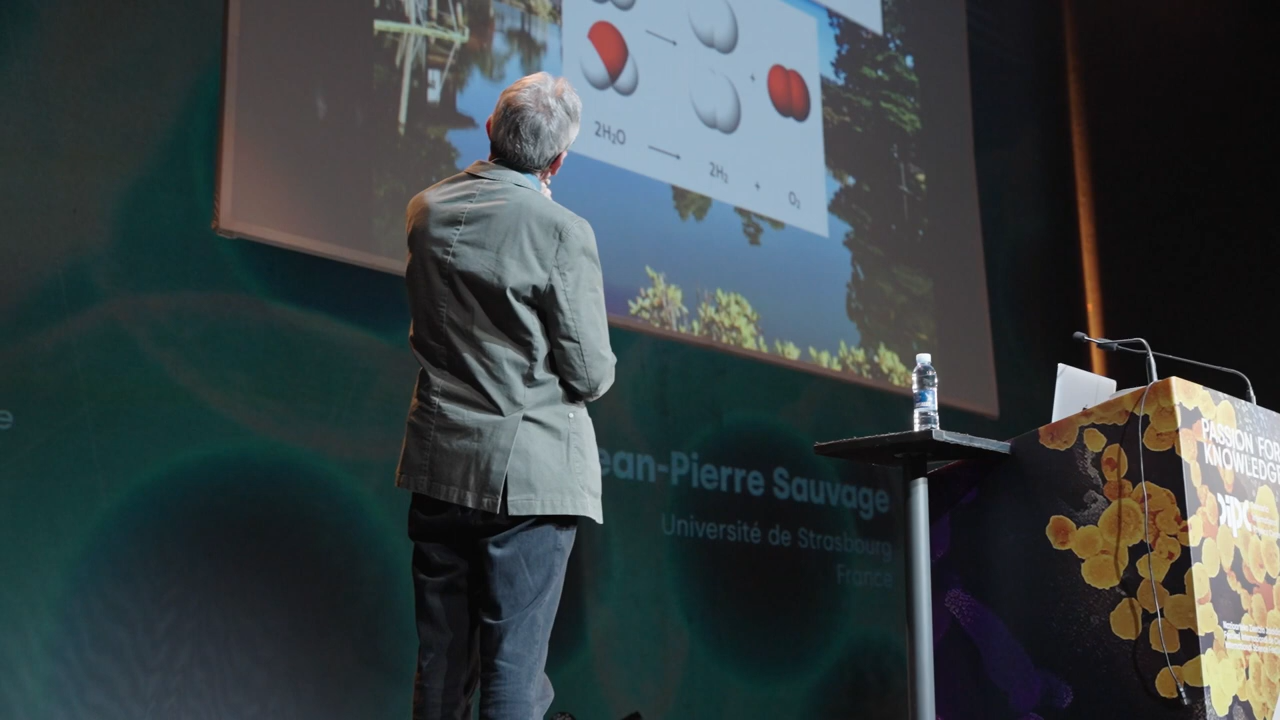 2H₂O
2H₂ + O₂
ean-Pierre Sauvage
Université de Strasbourg
France
PASSION FOR
KNOWLEDGE
dipc